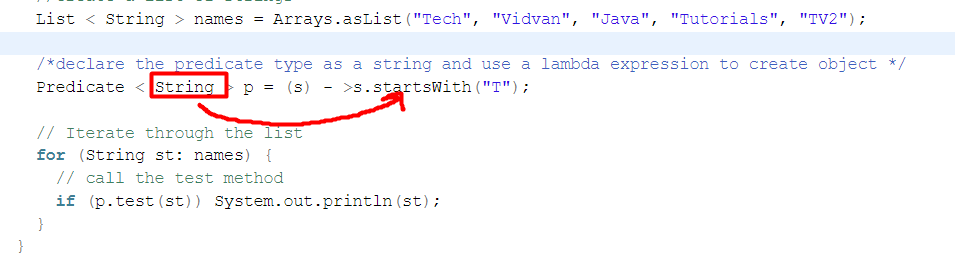 List < String > names = Arrays.asList("Tech", "Vidvan", "Java", "Tutorials", "TV2");
/*declare the predicate type as a string and use a lambda expression to create object */
Predicate < String > p = (s) - >s.startsWith("T");
// Iterate through the list
for (String st: names) {
// call the test method
if (p.test(st)) System.out.println(st);
}
}